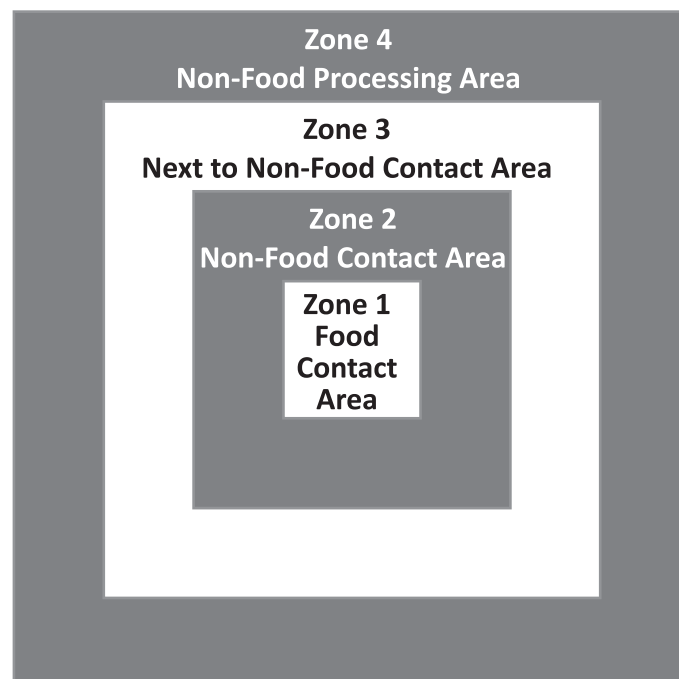 Zone 4
Non-Food Processing Area
Zone 3
Next to Non-Food Contact Area
Zone 2
Non-Food Contact Area
Zone 1
Food
Contact
Area